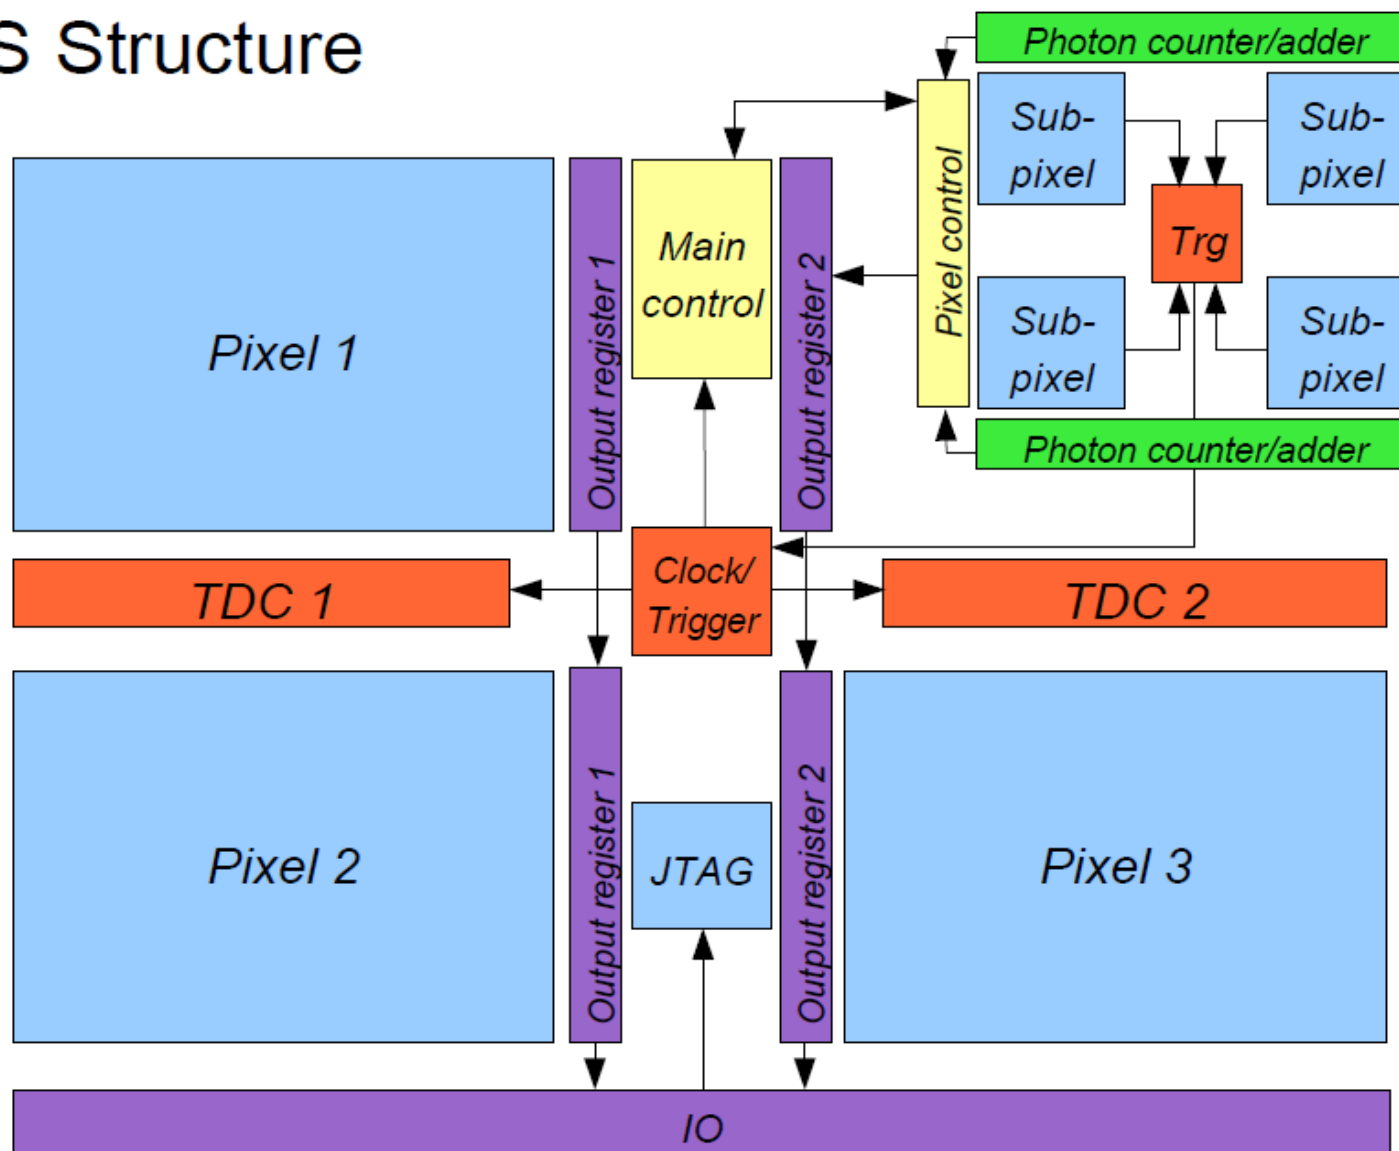 S Structure
Photon counter/adder
Sub-
pixel
Sub-
pixel
Pixel control
Trg
Main
control
Output register 1
Output register 2
Pixel 1
Sub-
pixel
Sub-
pixel
Photon counter/adder
Clock/
Trigger
TDC 1
TDC 2
Pixel 2
Output register 1
JTAG
Output register 2
Pixel 3
IO